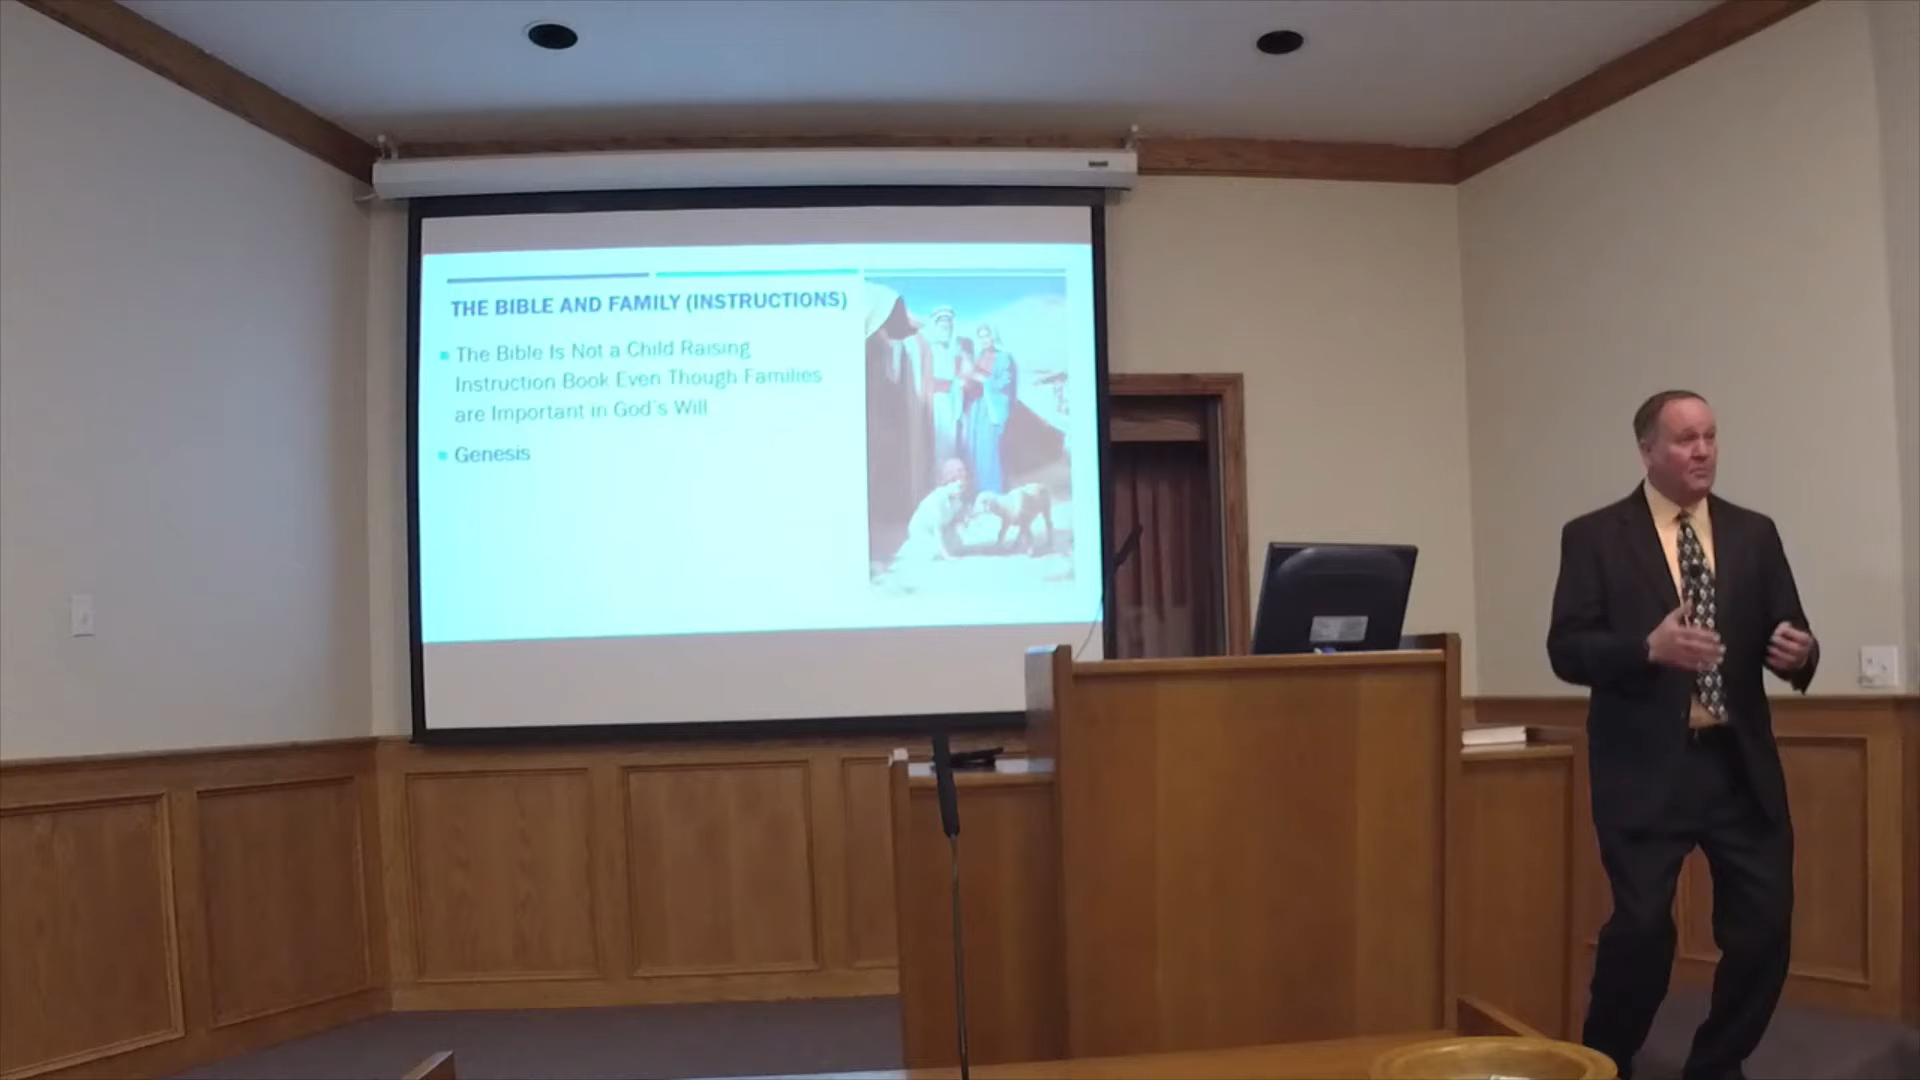 THE BIBLE AND FAMILY (INSTRUCTIONS)
The Bible Is Not a Child Raising
Instruction Book Even Though Families
are Important in God's Will
Genesis